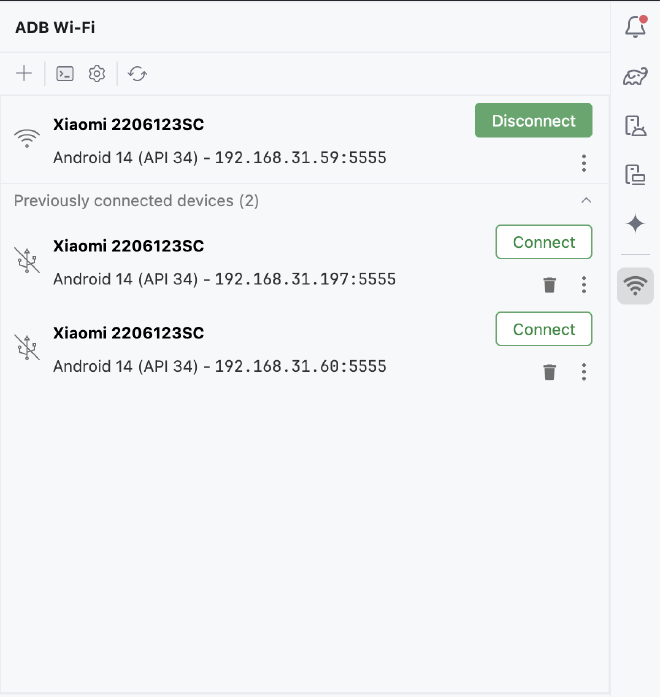 ADB Wi-Fi
Xiaomi 2206123SC
Disconnect
Android 14 (API 34) - 192.168.31.59:5555
Previously connected devices (2)
Xiaomi 2206123SC
Connect
Android 14 (API 34) - 192.168.31.197:5555
Xiaomi 2206123SC
Connect
Android 14 (API 34) - 192.168.31.60:5555